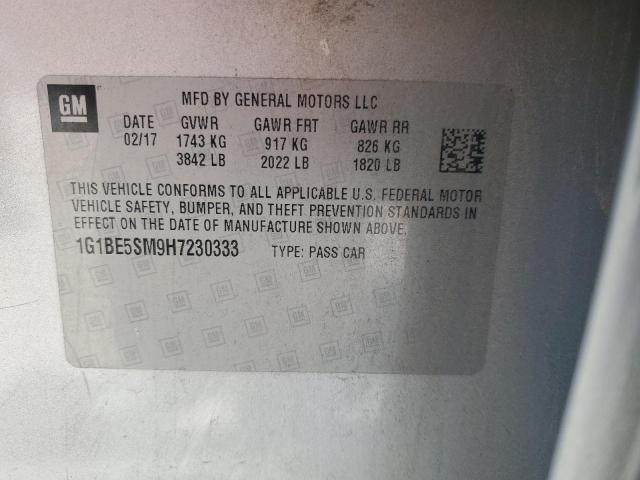 GM
MFD BY GENERAL MOTORS LLC
DATE GVWR GAWR FRT GAWR RR
02/17 1743 KG 917 KG 826 KG
3842 LB 2022 LB 1820 LB
THIS VEHICLE CONFORMS TO ALL APPLICABLE U.S. FEDERAL MOTOR
VEHICLE SAFETY, BUMPER, AND THEFT PREVENTION STANDARDS IN
EFFECT ON THE DATE OF MANUFACTURE SHOWN ABOVE.
1G1BE5SM9H7230333 TYPE: PASS CAR